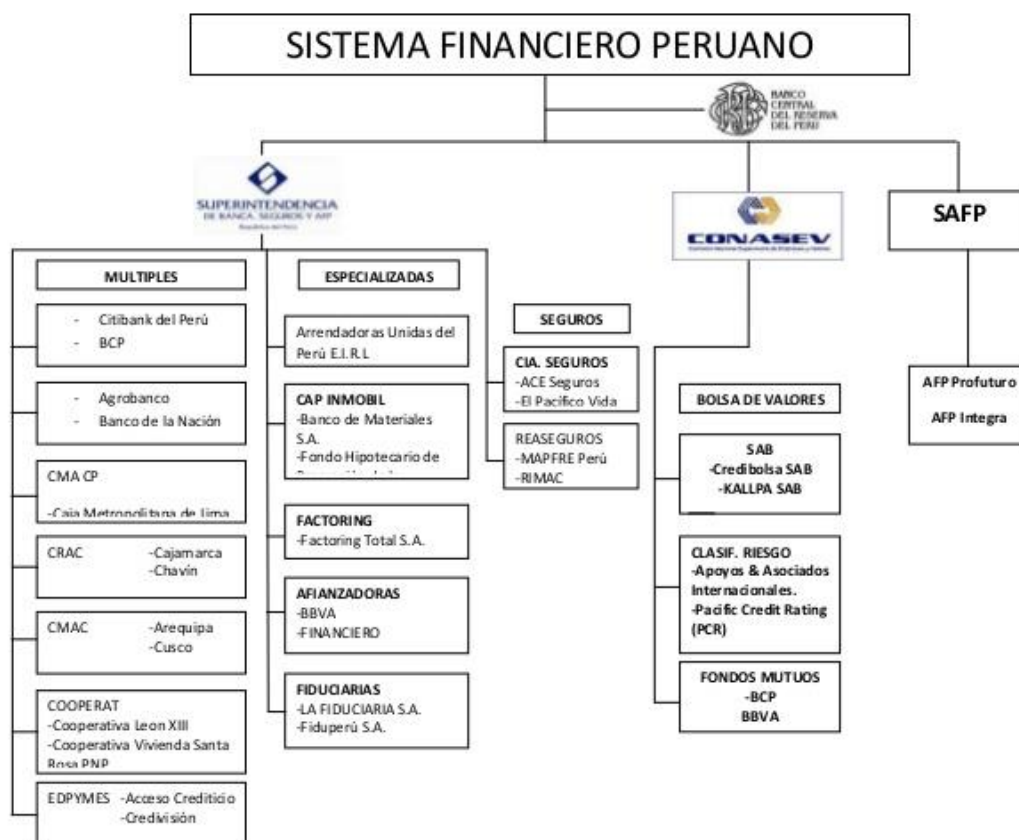 SISTEMA FINANCIERO PERUANO
BANCO
CENTRAL
DEL RESERVA
DEL PERÚ
SUPERINTENDENCIA
DE BANCA, SEGUROS Y AFP
República del Perú
CONASEV
SAFP
MULTIPLES
- Citibank del Perú
- BCP
- Agrobanco
- Banco de la Nación
CMA CP
-Caja Metropolitana de Lima
CRAC -Cajamarca
-Chavín
CMAC -Arequipa
-Cusco
COOPERAT
-Cooperativa Leon XIII
-Cooperativa Vivienda Santa
Rosa PNP
EDPYMES -Acceso Crediticio
-Credivisión
ESPECIALIZADAS
Arrendadoras Unidas del
Perú E.I.R.L
CAP INMOBIL
-Banco de Materiales
S.A.
-Fondo Hipotecario de
FACTORING
-Factoring Total S.A.
AFIANZADORAS
-BBVA
-FINANCIERO
FIDUCIARIAS
-LA FIDUCIARIA S.A.
-Fiduperú S.A.
SEGUROS
CIA. SEGUROS
-ACE Seguros
-El Pacífico Vida
REASEGUROS
-MAPFRE Perú
-RIMAC
BOLSA DE VALORES
SAB
-Credibolsa SAB
-KALLPA SAB
CLASIF. RIESGO
-Apoyos & Asociados
Internacionales.
-Pacific Credit Rating
(PCR)
FONDOS MUTUOS
-BCP
BBVA
AFP Profuturo
AFP Integra